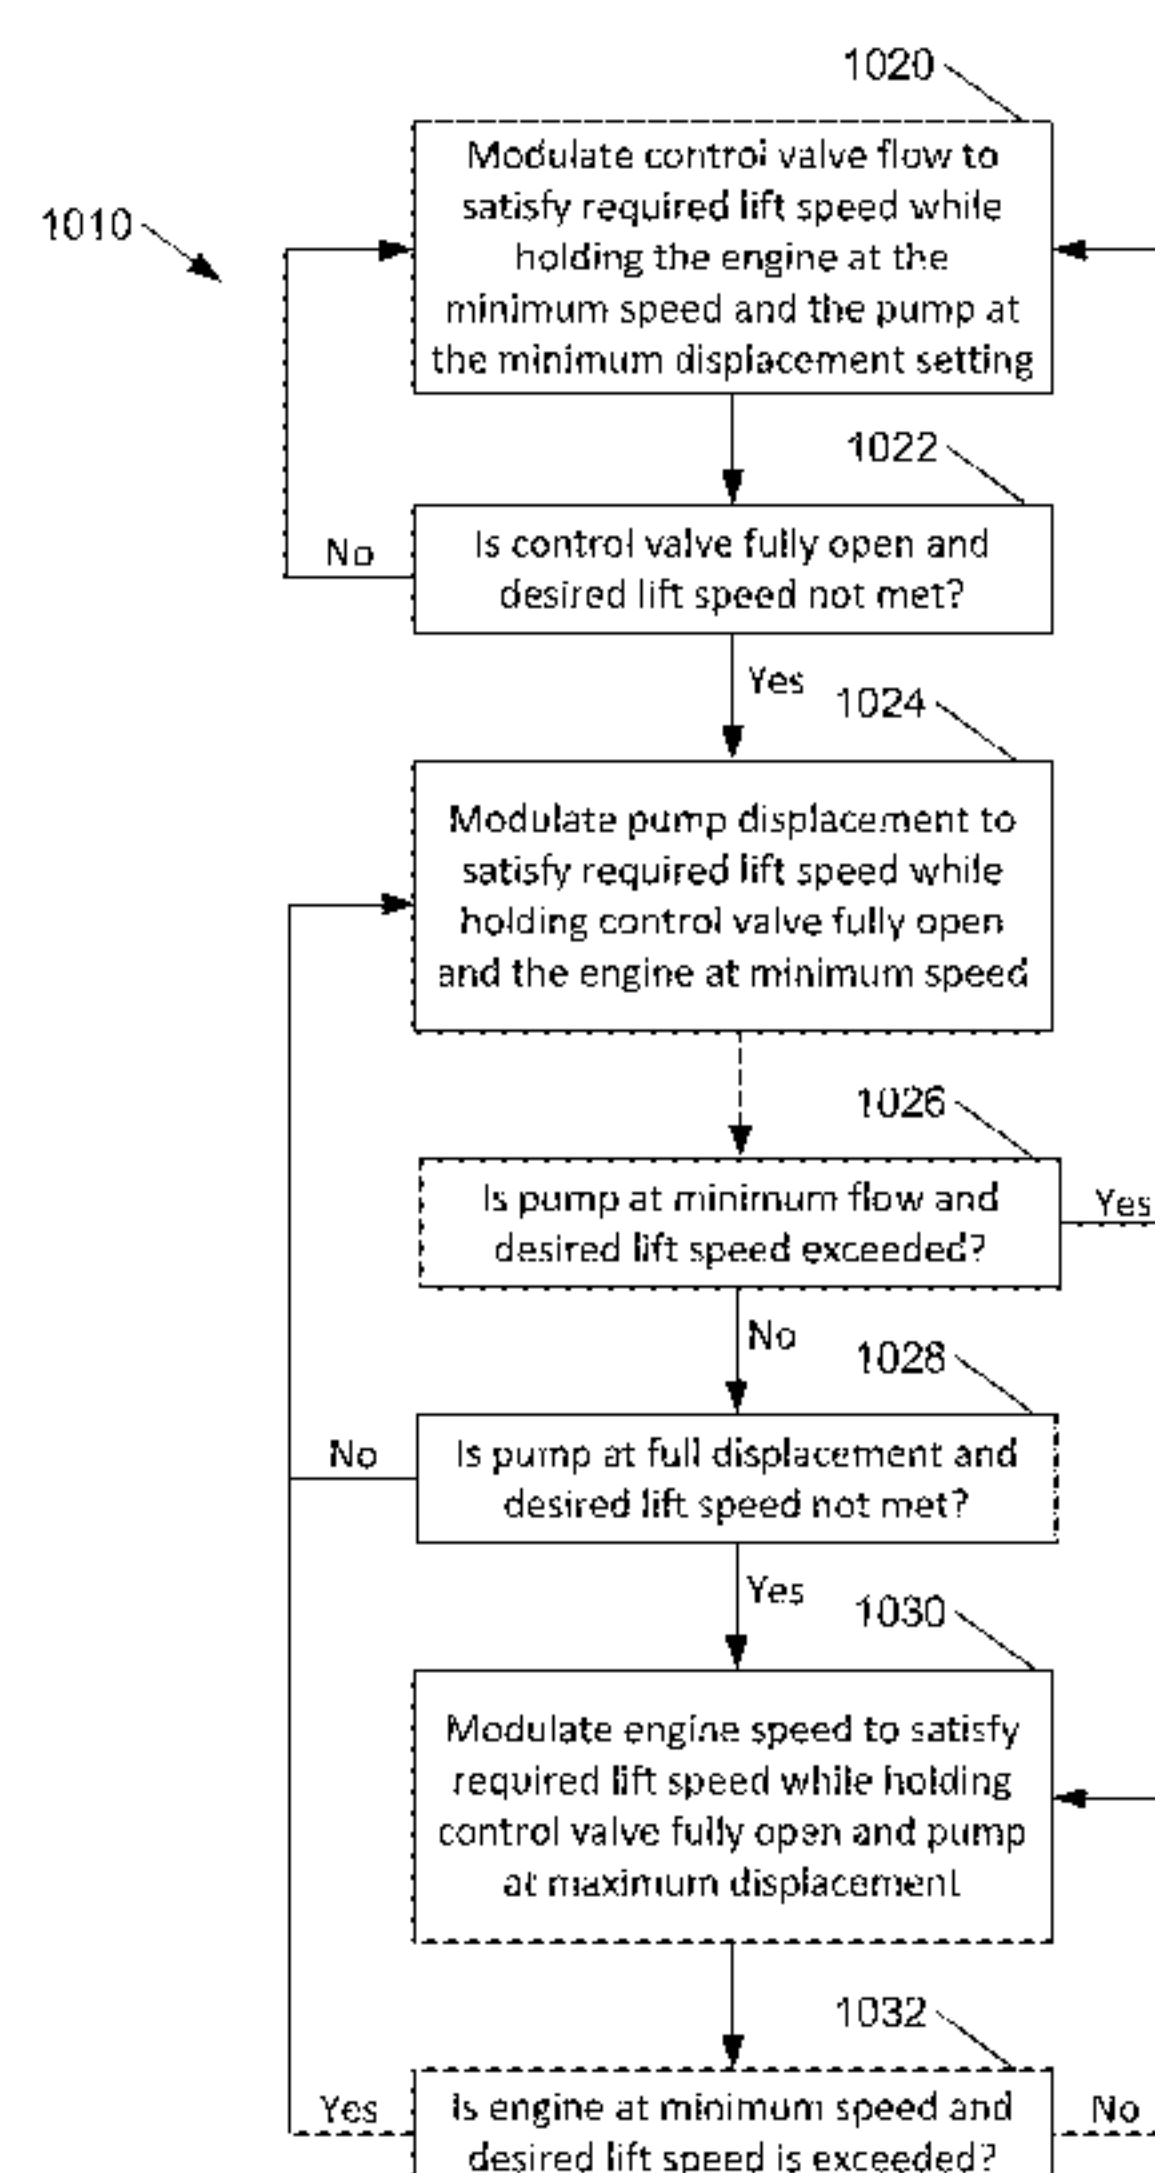 1020
Modulate control valve flow to
satisfy required lift speed while
holding the engine at the
minimum speed and the pump at
the minimum displacement setting
1010
1022
Is control valve fully open and
desired lift speed not met?
No
Yes
1024
Modulate pump displacement to
satisfy required lift speed while
holding control valve fully open
and the engine at minimum speed
1026
Is pump at minimum flow and
desired lift speed exceeded?
Yes
No
1028
Is pump at full displacement and
desired lift speed not met?
No
Yes
1030
Modulate engine speed to satisfy
required lift speed while holding
control valve fully open and pump
at maximum displacement
1032
Is engine at minimum speed and
desired lift speed is exceeded?
Yes
No